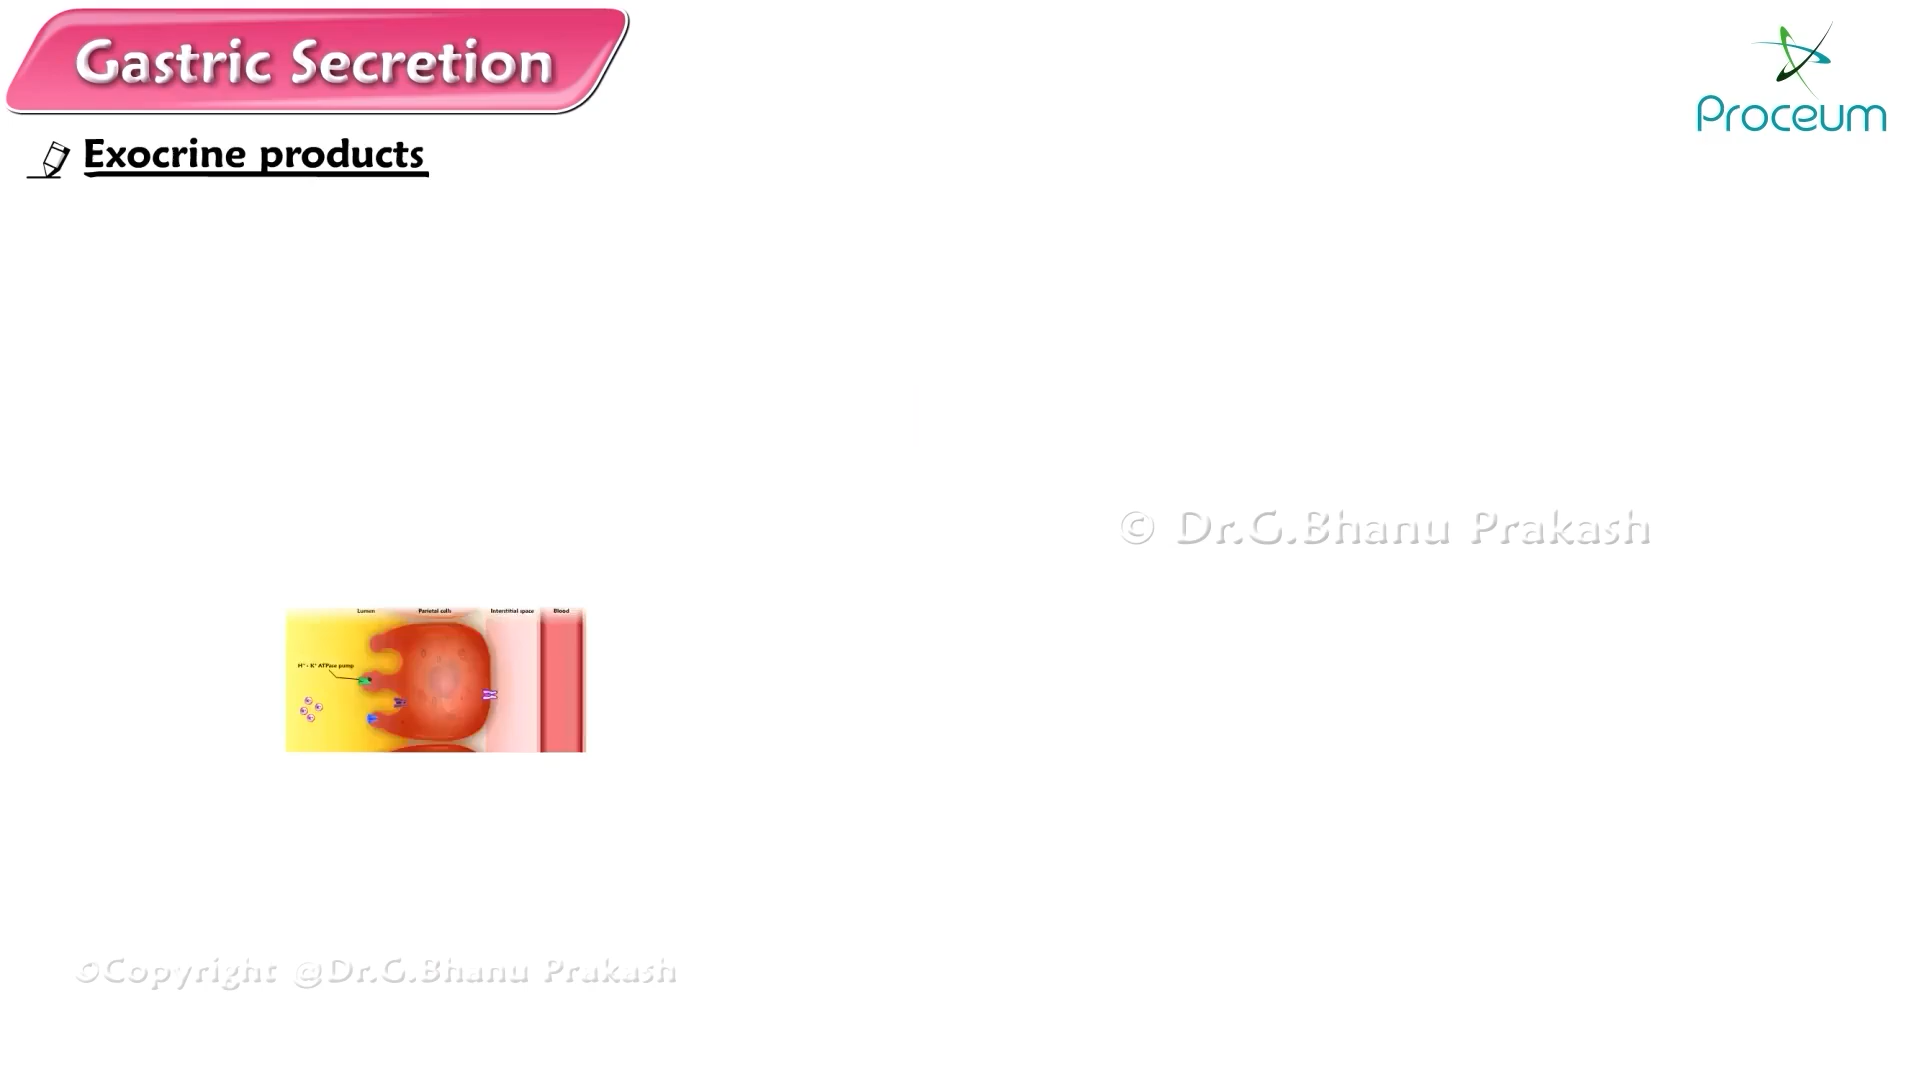 Gastric Secretion
Proceum
Exocrine products
© Dr.G.Bhanu Prakash
Lumen Parietal cells Interstitial space Blood
H⁺ - K⁺ ATPase pump
©Copyright @Dr.G.Bhanu Prakash